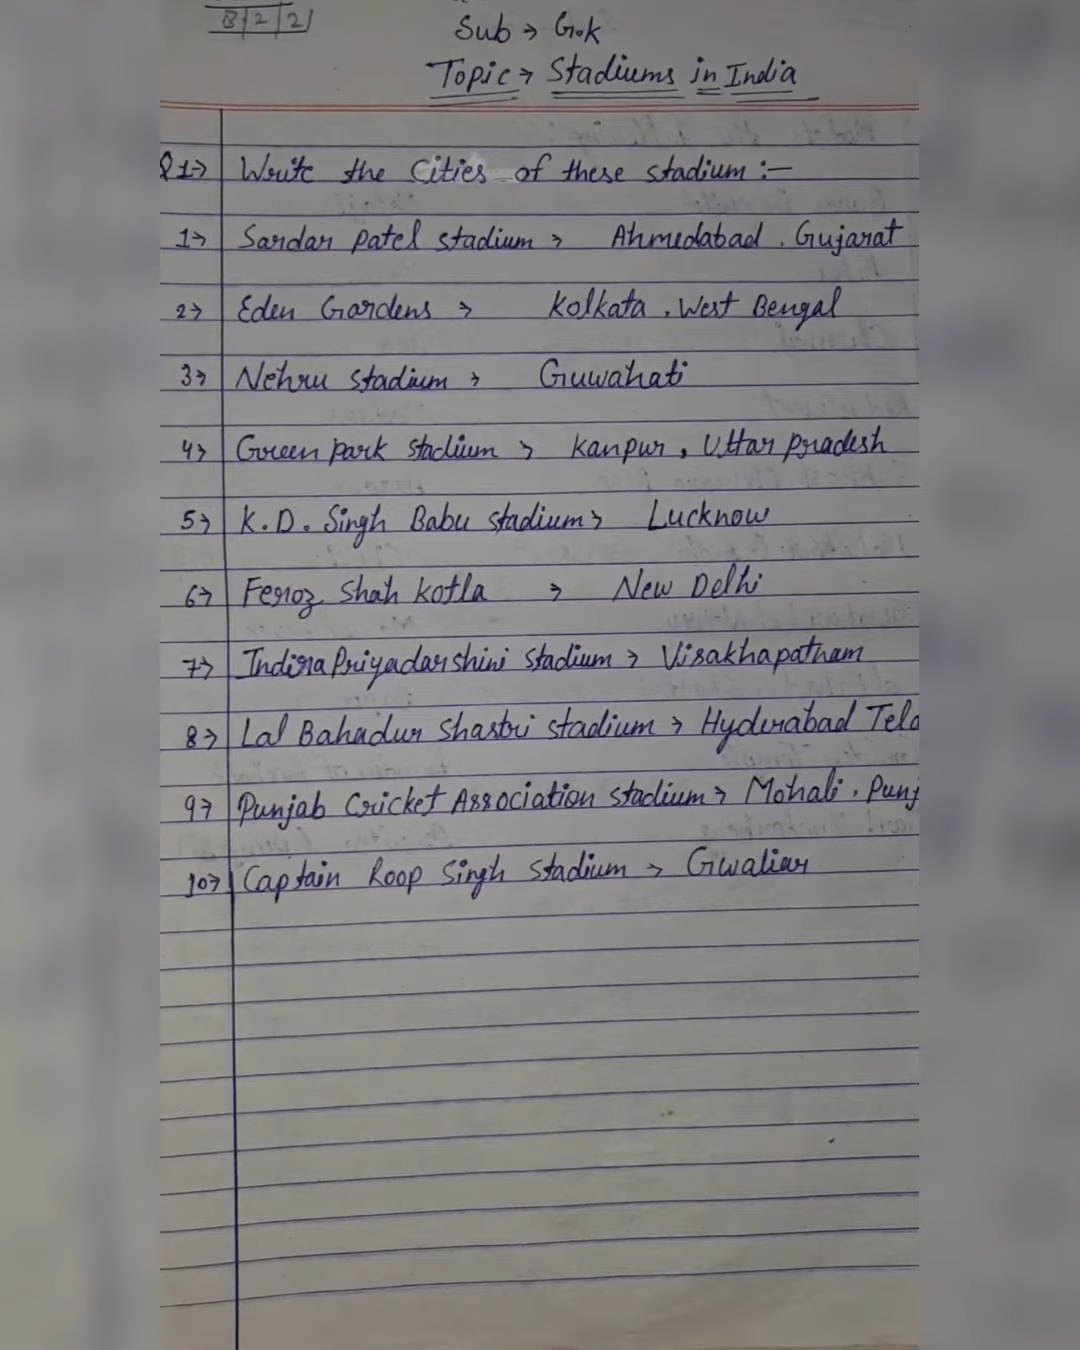 8/2/21
Sub → G.k
Topic → Stadiums in India
Q1→ Write the Cities of these stadium :-
1→ Sardar patel stadium → Ahmedabad . Gujarat
2→ Eden Gardens → Kolkata . West Bengal
3→ Nehru stadium → Guwahati
4→ Green park stadium → Kanpur , Uttar pradesh
5→ K.D. Singh Babu stadium → Lucknow
6→ Feroz Shah Kotla → New Delhi
7→ Indira Priyadarshini stadium → Visakhapatnam
8→ Lal Bahadur Shastri stadium → Hyderabad Tela
9→ Punjab Cricket Association stadium → Mohali . Punj
10→ Captain Roop Singh stadium → Gwaliar